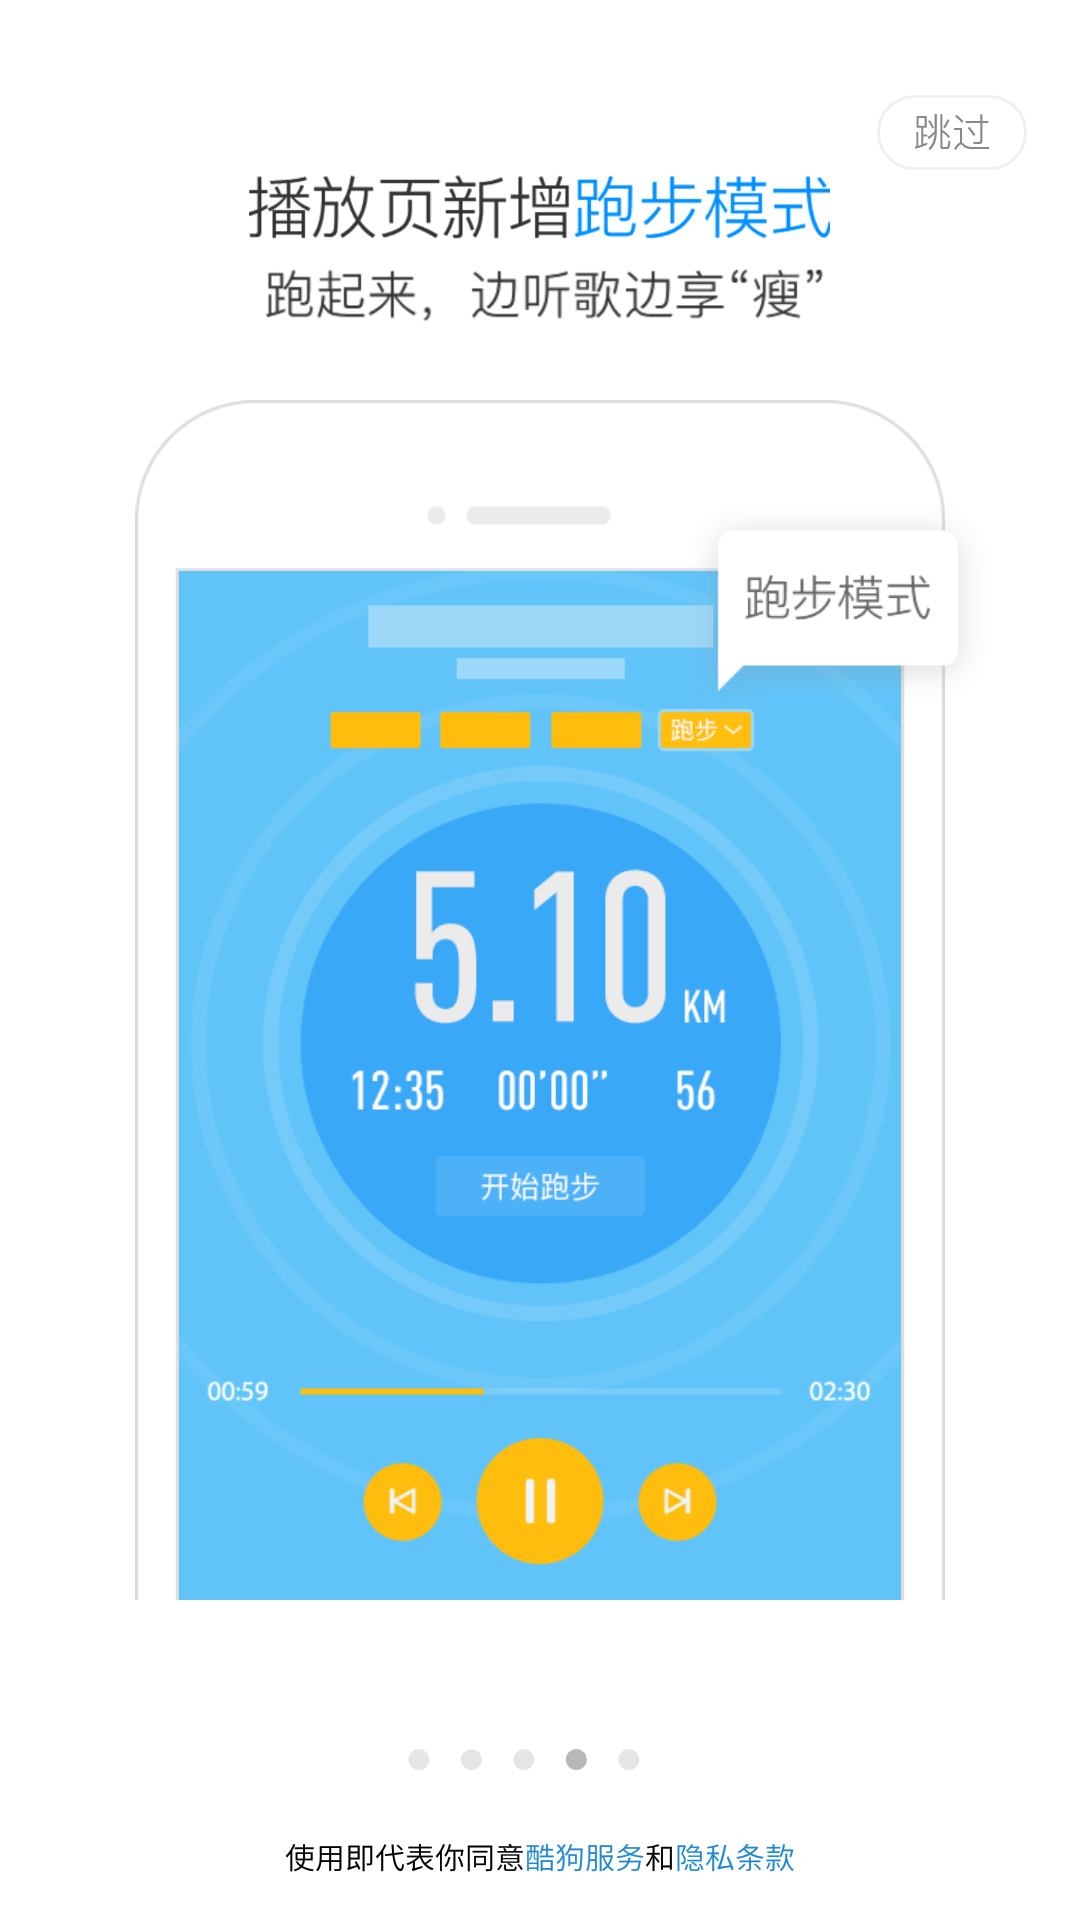 跳过
播放页新增跑步模式
跑起来，边听歌边享“瘦”
跑步模式
跑步
5.10 KM
12:35 00’00” 56
开始跑步
00:59 02:30
使用即代表你同意酷狗服务和隐私条款